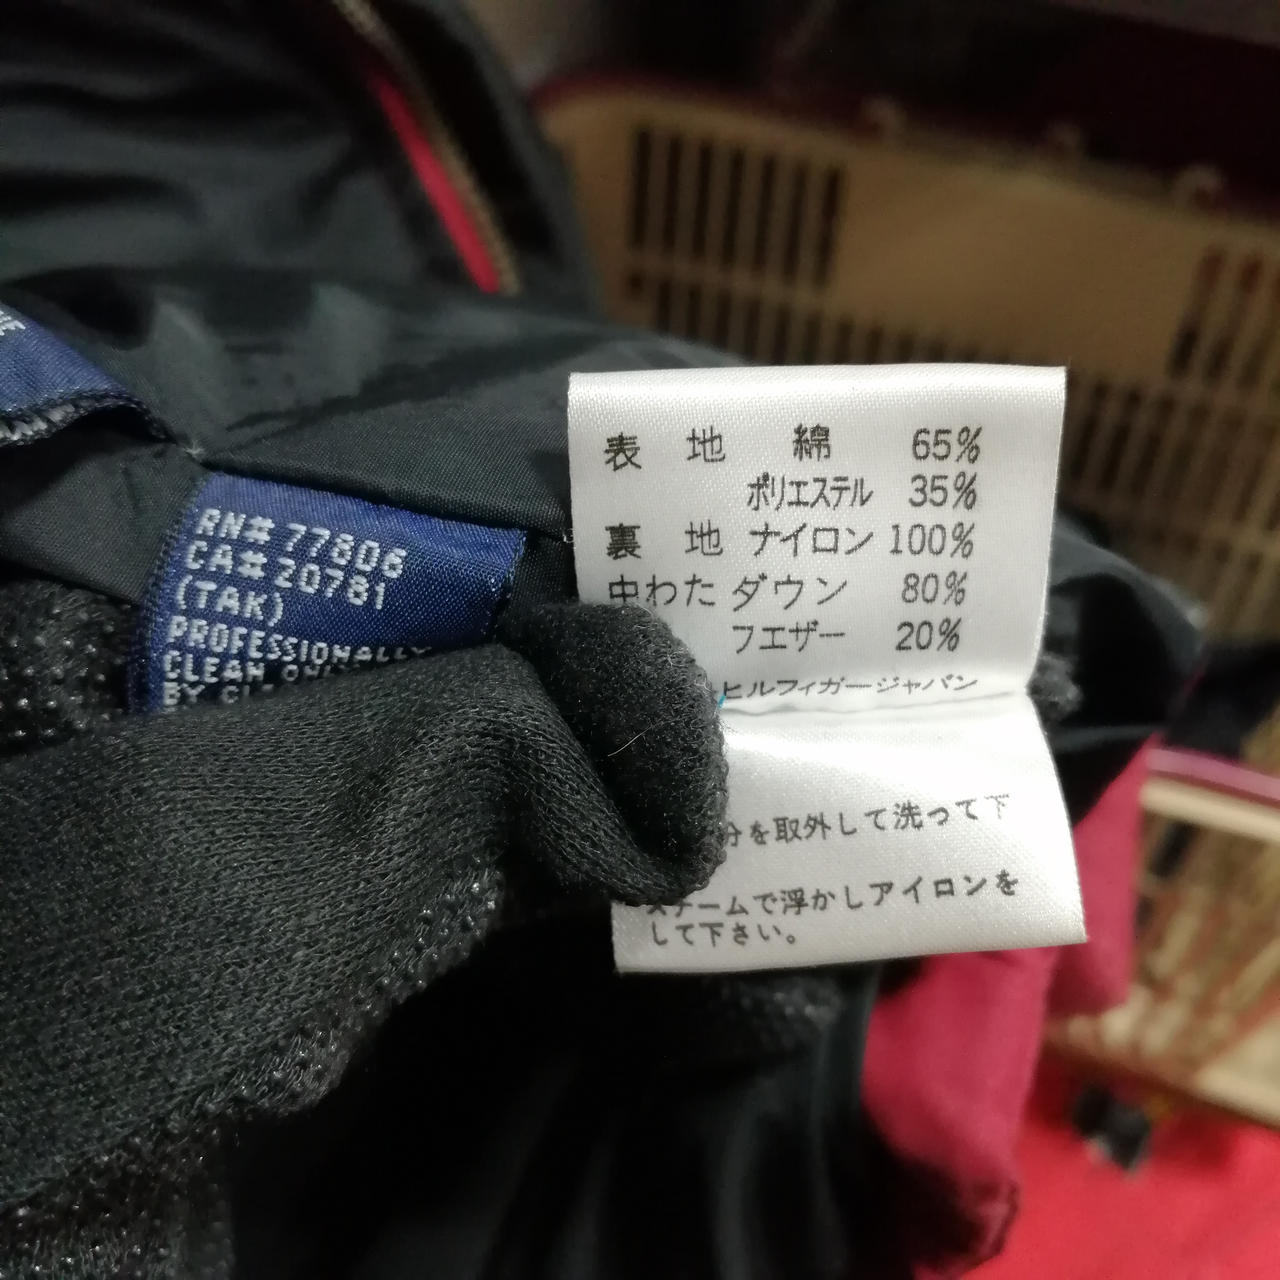 RN# 77806
CA# 20781
(TAK)
PROFESSIONALLY
CLEAN ONLY
BY
表 地 綿 65%
ポリエステル 35%
裏 地 ナイロン 100%
中わた ダウン 80%
フエザー 20%
ヒルフィガージャパン
分を取外して洗って下
スチームで浮かしアイロンを
して下さい。